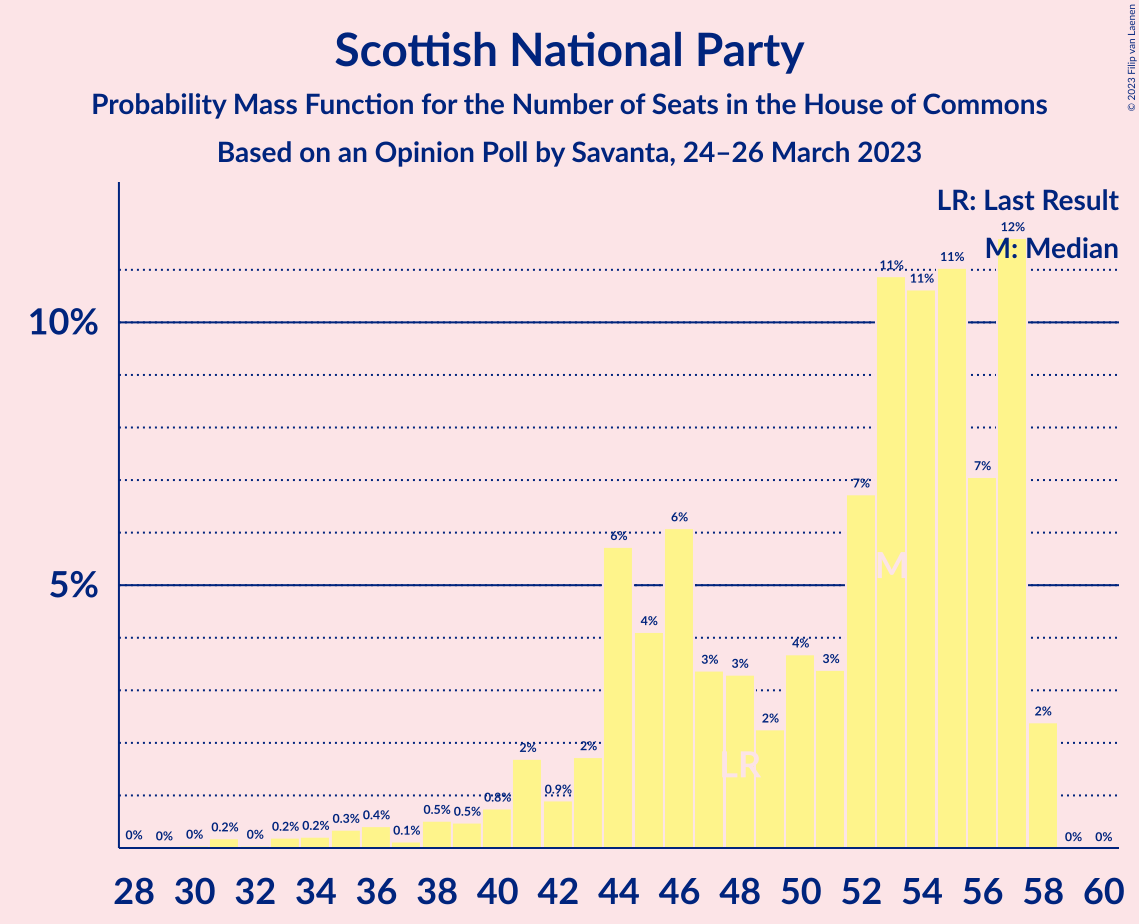 Scottish National Party
Probability Mass Function for the Number of Seats in the House of Commons
Based on an Opinion Poll by Savanta, 24–26 March 2023
© 2023 Filip van Laenen
LR: Last Result
M: Median
10%
5%
0% 0% 0% 0.2% 0% 0.2% 0.2% 0.3% 0.4% 0.1% 0.5% 0.5% 0.8% 2% 0.9% 2% 6% 4% 6% 3% 3% 2% 4% 3% 7% 11% 11% 11% 7% 12% 2% 0% 0%
M
LR
28 30 32 34 36 38 40 42 44 46 48 50 52 54 56 58 60